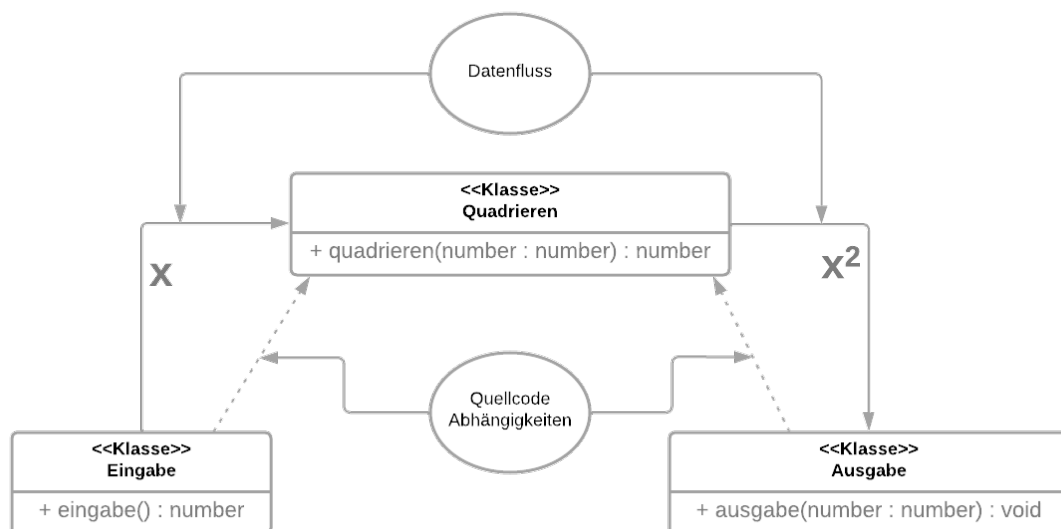 Datenfluss
<<Klasse>>
Quadrieren
+ quadrieren(number : number) : number
x
x²
Quellcode
Abhängigkeiten
<<Klasse>>
Eingabe
+ eingabe() : number
<<Klasse>>
Ausgabe
+ ausgabe(number : number) : void